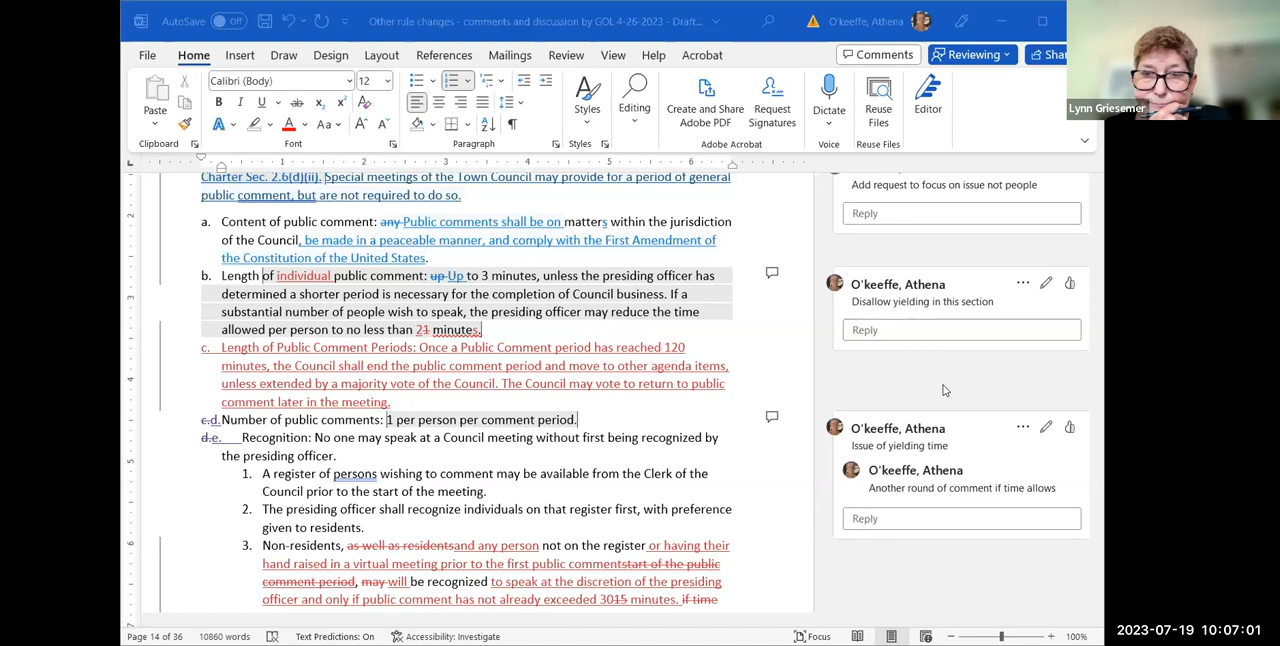 AutoSave Off Other rule changes - comments and discussion by GOL 4-26-2023 - Draft... O'keeffe, Athena
File Home Insert Draw Design Layout References Mailings Review View Help Acrobat Comments Reviewing Shar
Calibri (Body) 12
Paste Styles Editing Create and Share Adobe PDF Request Signatures Dictate Reuse Files Editor
Clipboard Font Paragraph Styles Adobe Acrobat Voice Reuse Files
Lynn Griesemer
Charter Sec. 2.6(d)(ii). Special meetings of the Town Council may provide for a period of general
public comment, but are not required to do so.
a. Content of public comment: any Public comments shall be on matters within the jurisdiction
of the Council, be made in a peaceable manner, and comply with the First Amendment of
the Constitution of the United States.
b. Length of individual public comment: up Up to 3 minutes, unless the presiding officer has
determined a shorter period is necessary for the completion of Council business. If a
substantial number of people wish to speak, the presiding officer may reduce the time
allowed per person to no less than 21 minutes.
c. Length of Public Comment Periods: Once a Public Comment period has reached 120
minutes, the Council shall end the public comment period and move to other agenda items,
unless extended by a majority vote of the Council. The Council may vote to return to public
comment later in the meeting.
c.d. Number of public comments: 1 per person per comment period.
d.e. Recognition: No one may speak at a Council meeting without first being recognized by
the presiding officer.
1. A register of persons wishing to comment may be available from the Clerk of the
Council prior to the start of the meeting.
2. The presiding officer shall recognize individuals on that register first, with preference
given to residents.
3. Non-residents, as well as residentsand any person not on the register or having their
hand raised in a virtual meeting prior to the first public commentstart of the public
comment period, may will be recognized to speak at the discretion of the presiding
officer and only if public comment has not already exceeded 3015 minutes. if time
Add request to focus on issue not people
Reply
O'keeffe, Athena
Disallow yielding in this section
Reply
O'keeffe, Athena
Issue of yielding time
O'keeffe, Athena
Another round of comment if time allows
Reply
Page 14 of 36 10860 words Text Predictions: On Accessibility: Investigate Focus 100%
2023-07-19 10:07:01